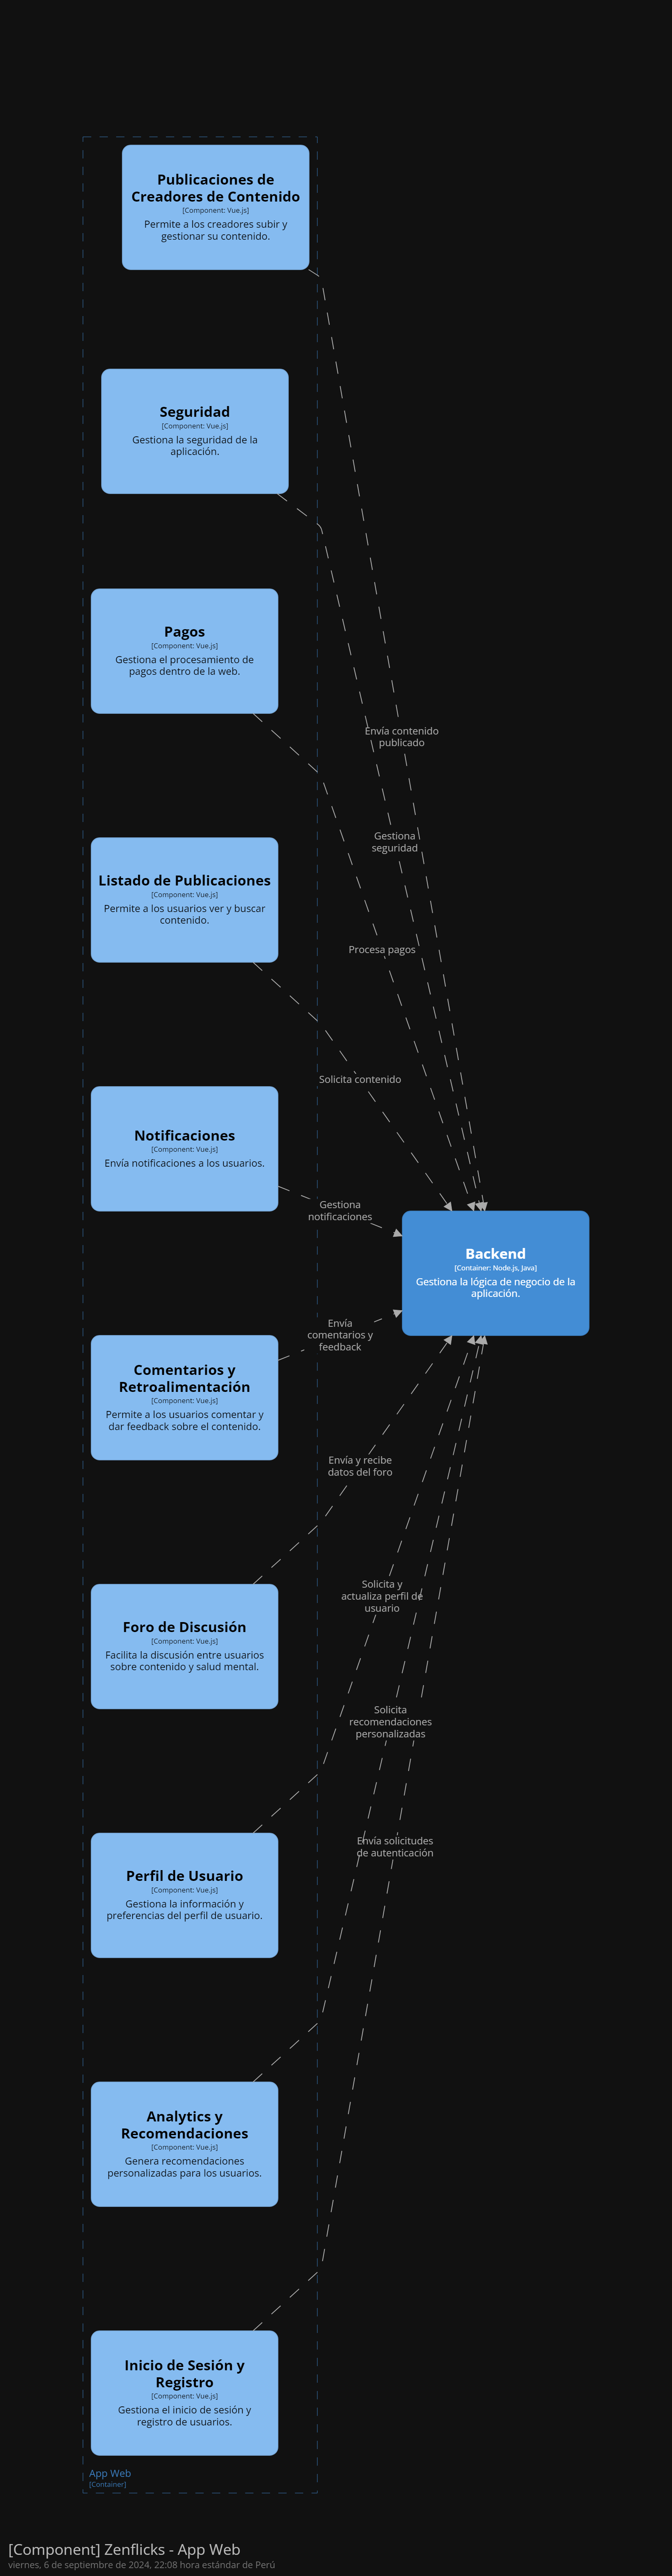 Publicaciones de
Creadores de Contenido
[Component: Vue.js]
Permite a los creadores subir y
gestionar su contenido.
Seguridad
[Component: Vue.js]
Gestiona la seguridad de la
aplicación.
Pagos
[Component: Vue.js]
Gestiona el procesamiento de
pagos dentro de la web.
Envía contenido
publicado
Gestiona
seguridad
Listado de Publicaciones
[Component: Vue.js]
Permite a los usuarios ver y buscar
contenido.
Procesa pagos
Solicita contenido
Notificaciones
[Component: Vue.js]
Envía notificaciones a los usuarios.
Gestiona
notificaciones
Backend
[Container: Node.js, Java]
Gestiona la lógica de negocio de la
aplicación.
Envía
comentarios y
feedback
Comentarios y
Retroalimentación
[Component: Vue.js]
Permite a los usuarios comentar y
dar feedback sobre el contenido.
Envía y recibe
datos del foro
Foro de Discusión
[Component: Vue.js]
Facilita la discusión entre usuarios
sobre contenido y salud mental.
Solicita y
actualiza perfil de
usuario
Solicita
recomendaciones
personalizadas
Envía solicitudes
de autenticación
Perfil de Usuario
[Component: Vue.js]
Gestiona la información y
preferencias del perfil de usuario.
Analytics y
Recomendaciones
[Component: Vue.js]
Genera recomendaciones
personalizadas para los usuarios.
Inicio de Sesión y
Registro
[Component: Vue.js]
Gestiona el inicio de sesión y
registro de usuarios.
App Web
[Container]
[Component] Zenflicks - App Web
viernes, 6 de septiembre de 2024, 22:08 hora estándar de Perú